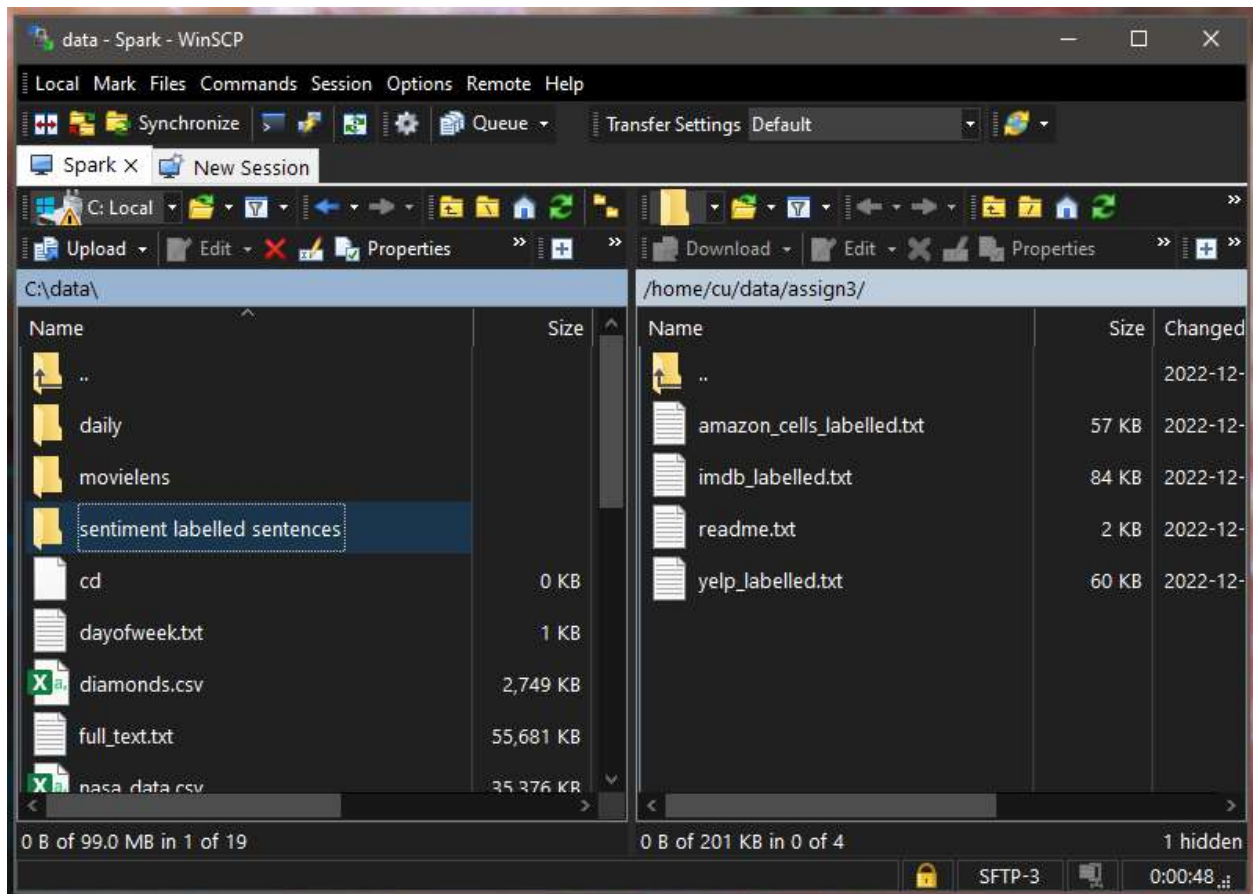 data - Spark - WinSCP
Local Mark Files Commands Session Options Remote Help
Synchronize Queue Transfer Settings Default
Spark X New Session
C: Local
Upload Edit Properties » » Download Edit Properties » »
C:\data\
Name Size
..
daily
movielens
sentiment labelled sentences
cd 0 KB
dayofweek.txt 1 KB
diamonds.csv 2,749 KB
full_text.txt 55,681 KB
nasa_data.csv 35,376 KB
0 B of 99.0 MB in 1 of 19
/home/cu/data/assign3/
Name Size Changed
.. 2022-12-
amazon_cells_labelled.txt 57 KB 2022-12-
imdb_labelled.txt 84 KB 2022-12-
readme.txt 2 KB 2022-12-
yelp_labelled.txt 60 KB 2022-12-
0 B of 201 KB in 0 of 4 1 hidden
SFTP-3 0:00:48